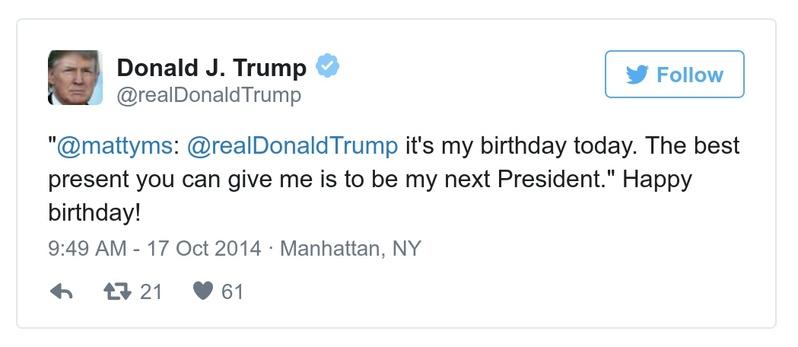 Donald J. Trump
@realDonaldTrump
Follow
"@mattyms: @realDonaldTrump it's my birthday today. The best
present you can give me is to be my next President." Happy
birthday!
9:49 AM - 17 Oct 2014 · Manhattan, NY
21 61